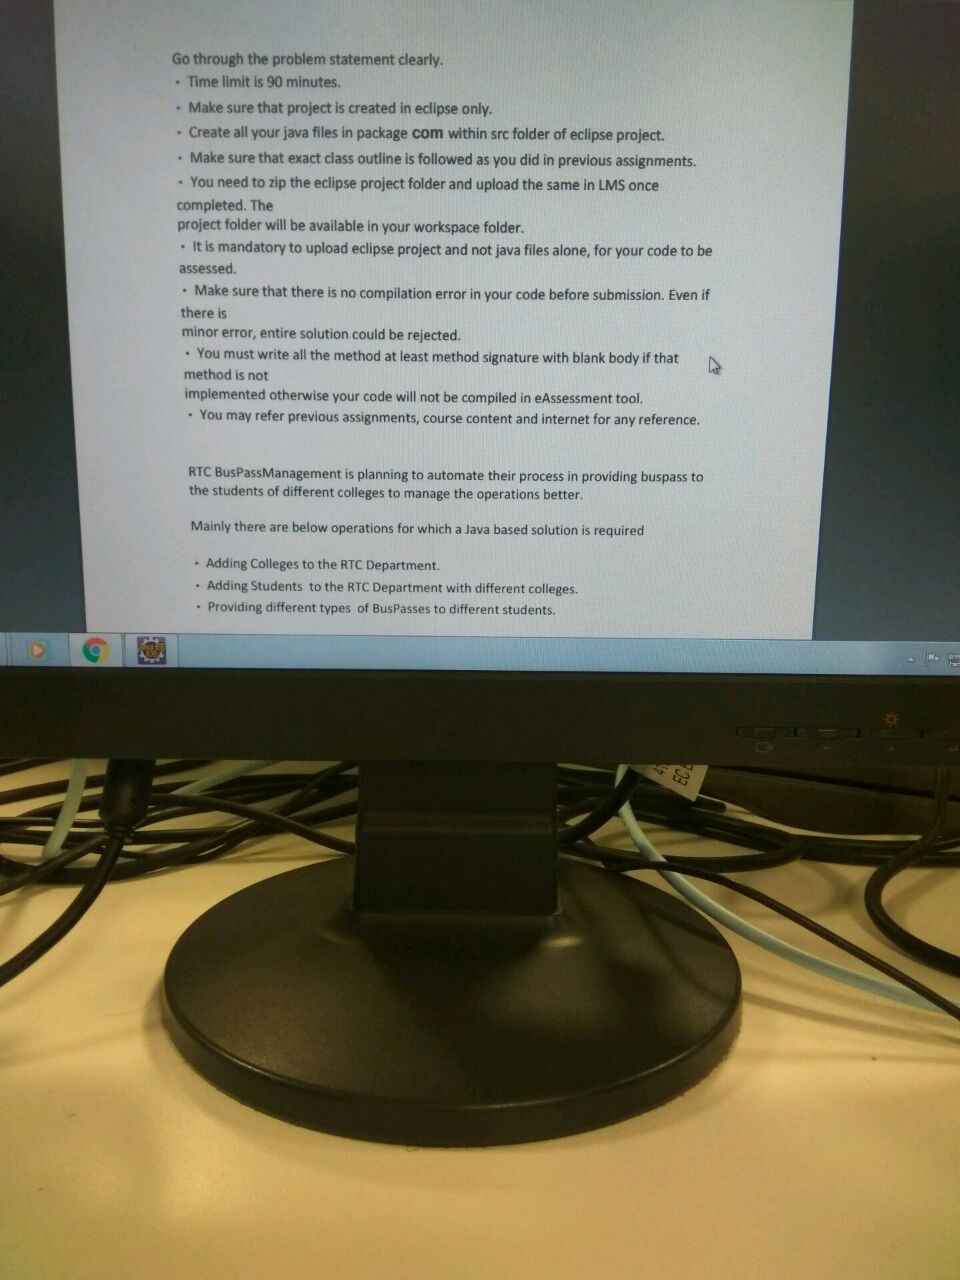 Go through the problem statement clearly.
• Time limit is 90 minutes.
• Make sure that project is created in eclipse only.
• Create all your java files in package com within src folder of eclipse project.
• Make sure that exact class outline is followed as you did in previous assignments.
• You need to zip the eclipse project folder and upload the same in LMS once
completed. The
project folder will be available in your workspace folder.
• It is mandatory to upload eclipse project and not java files alone, for your code to be
assessed.
• Make sure that there is no compilation error in your code before submission. Even if
there is
minor error, entire solution could be rejected.
• You must write all the method at least method signature with blank body if that
method is not
implemented otherwise your code will not be compiled in eAssessment tool.
• You may refer previous assignments, course content and internet for any reference.
RTC BusPassManagement is planning to automate their process in providing buspass to
the students of different colleges to manage the operations better.
Mainly there are below operations for which a Java based solution is required
• Adding Colleges to the RTC Department.
• Adding Students to the RTC Department with different colleges.
• Providing different types of BusPasses to different students.